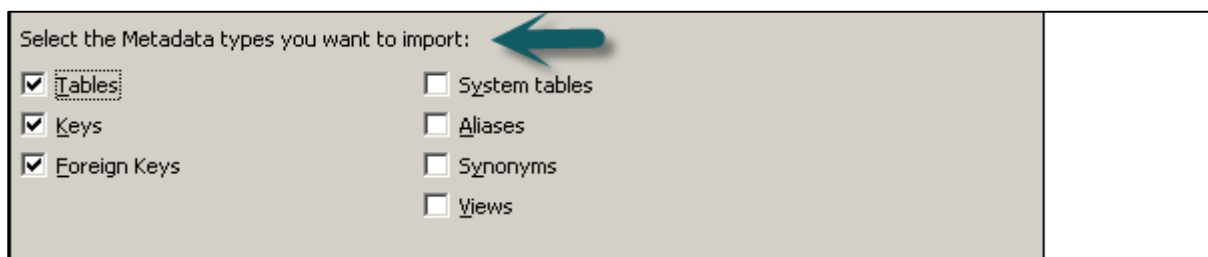 Select the Metadata types you want to import:
Tables
System tables
Keys
Aliases
Foreign Keys
Synonyms
Views